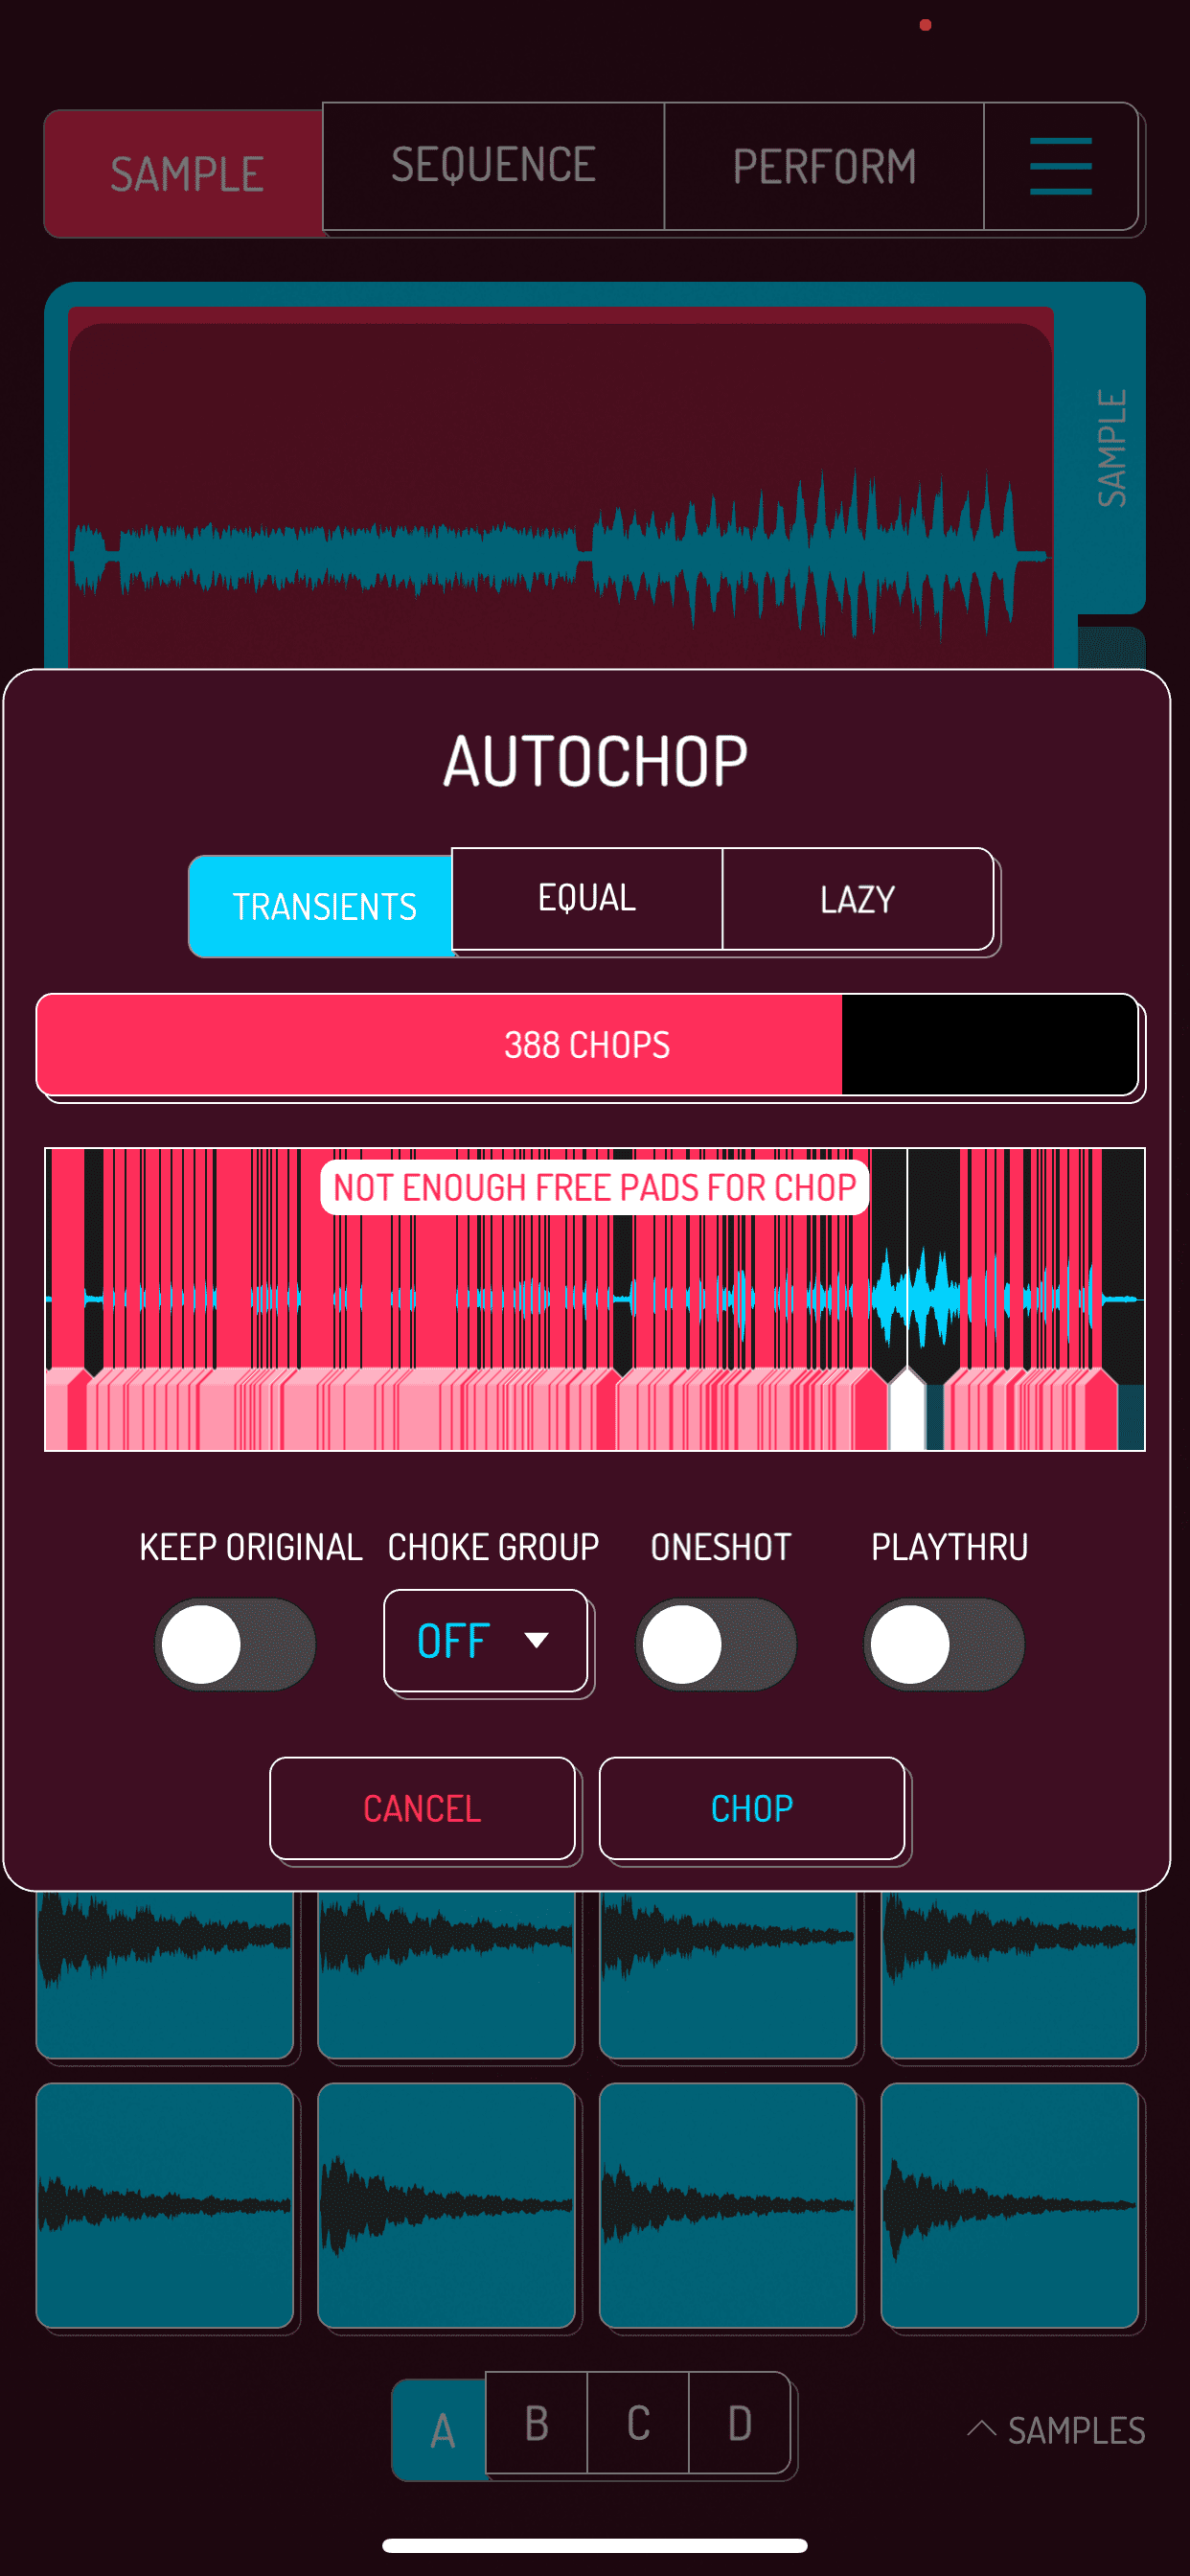 SAMPLE SEQUENCE PERFORM
SAMPLE
AUTOCHOP
TRANSIENTS EQUAL LAZY
388 CHOPS
NOT ENOUGH FREE PADS FOR CHOP
KEEP ORIGINAL CHOKE GROUP ONESHOT PLAYTHRU
OFF
CANCEL CHOP
A B C D SAMPLES